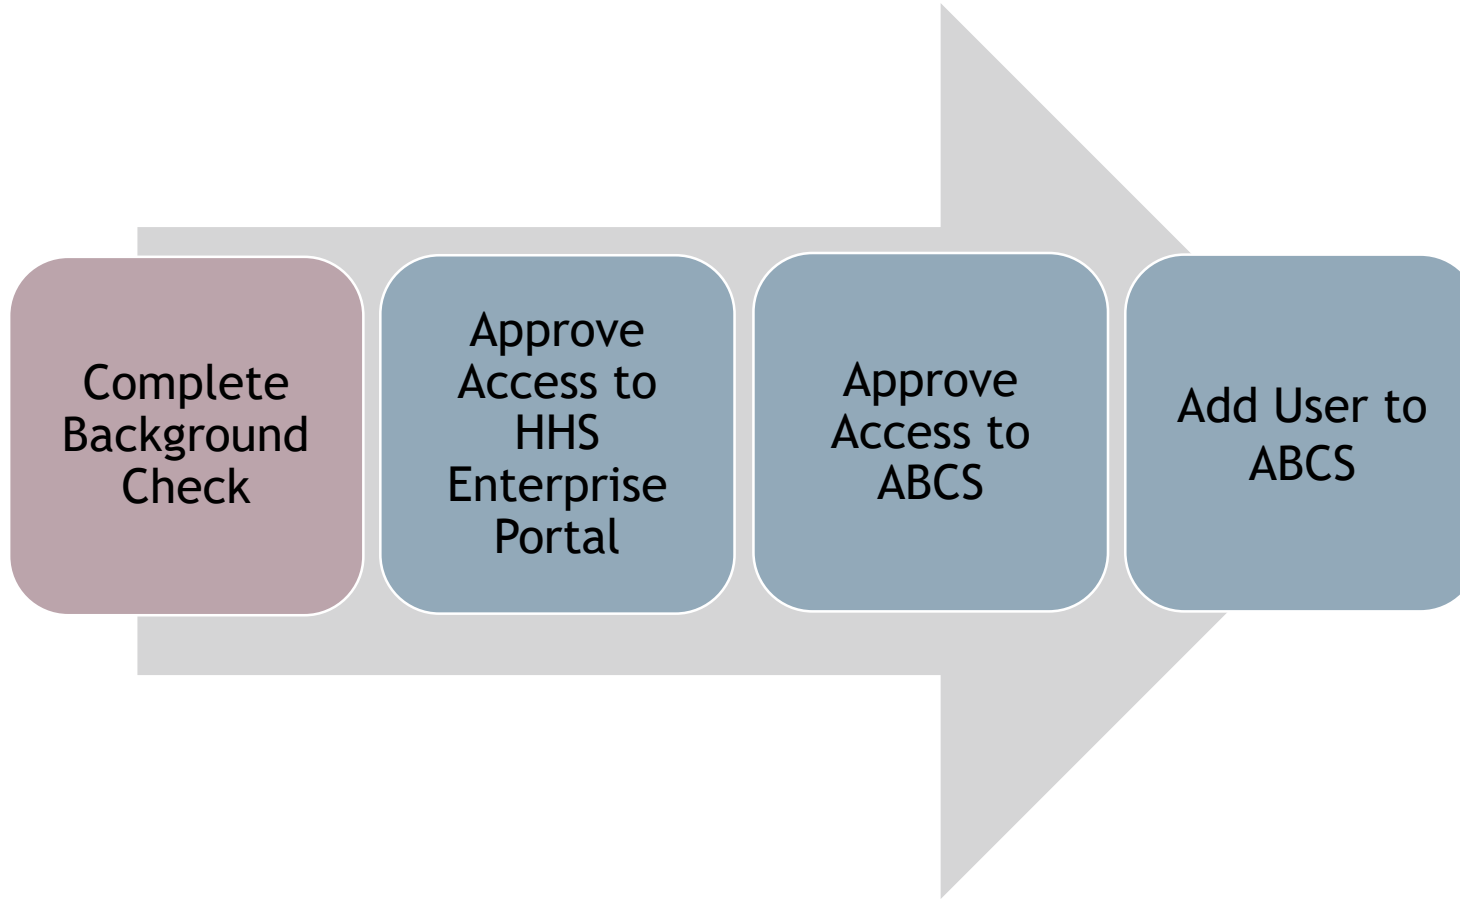 Complete
Background
Check
Approve
Access to
HHS
Enterprise
Portal
Approve
Access to
ABCS
Add User to
ABCS